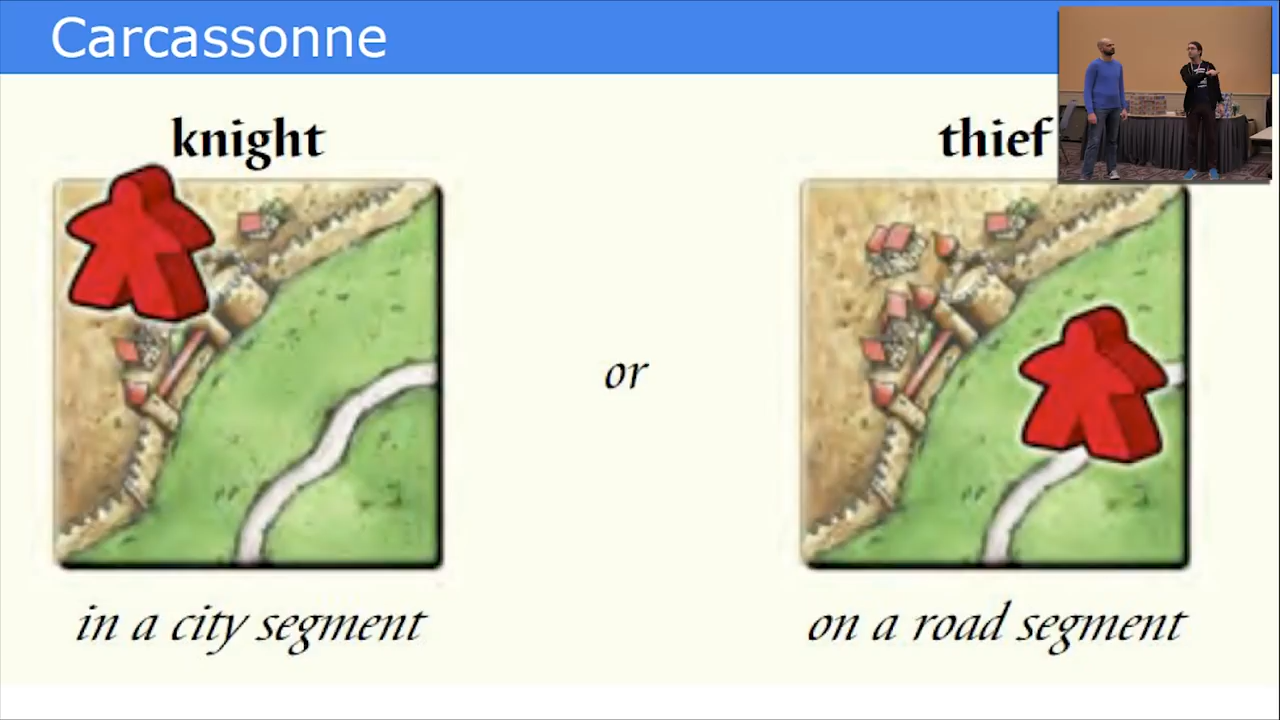 Carcassonne
knight
thief
or
in a city segment
on a road segment